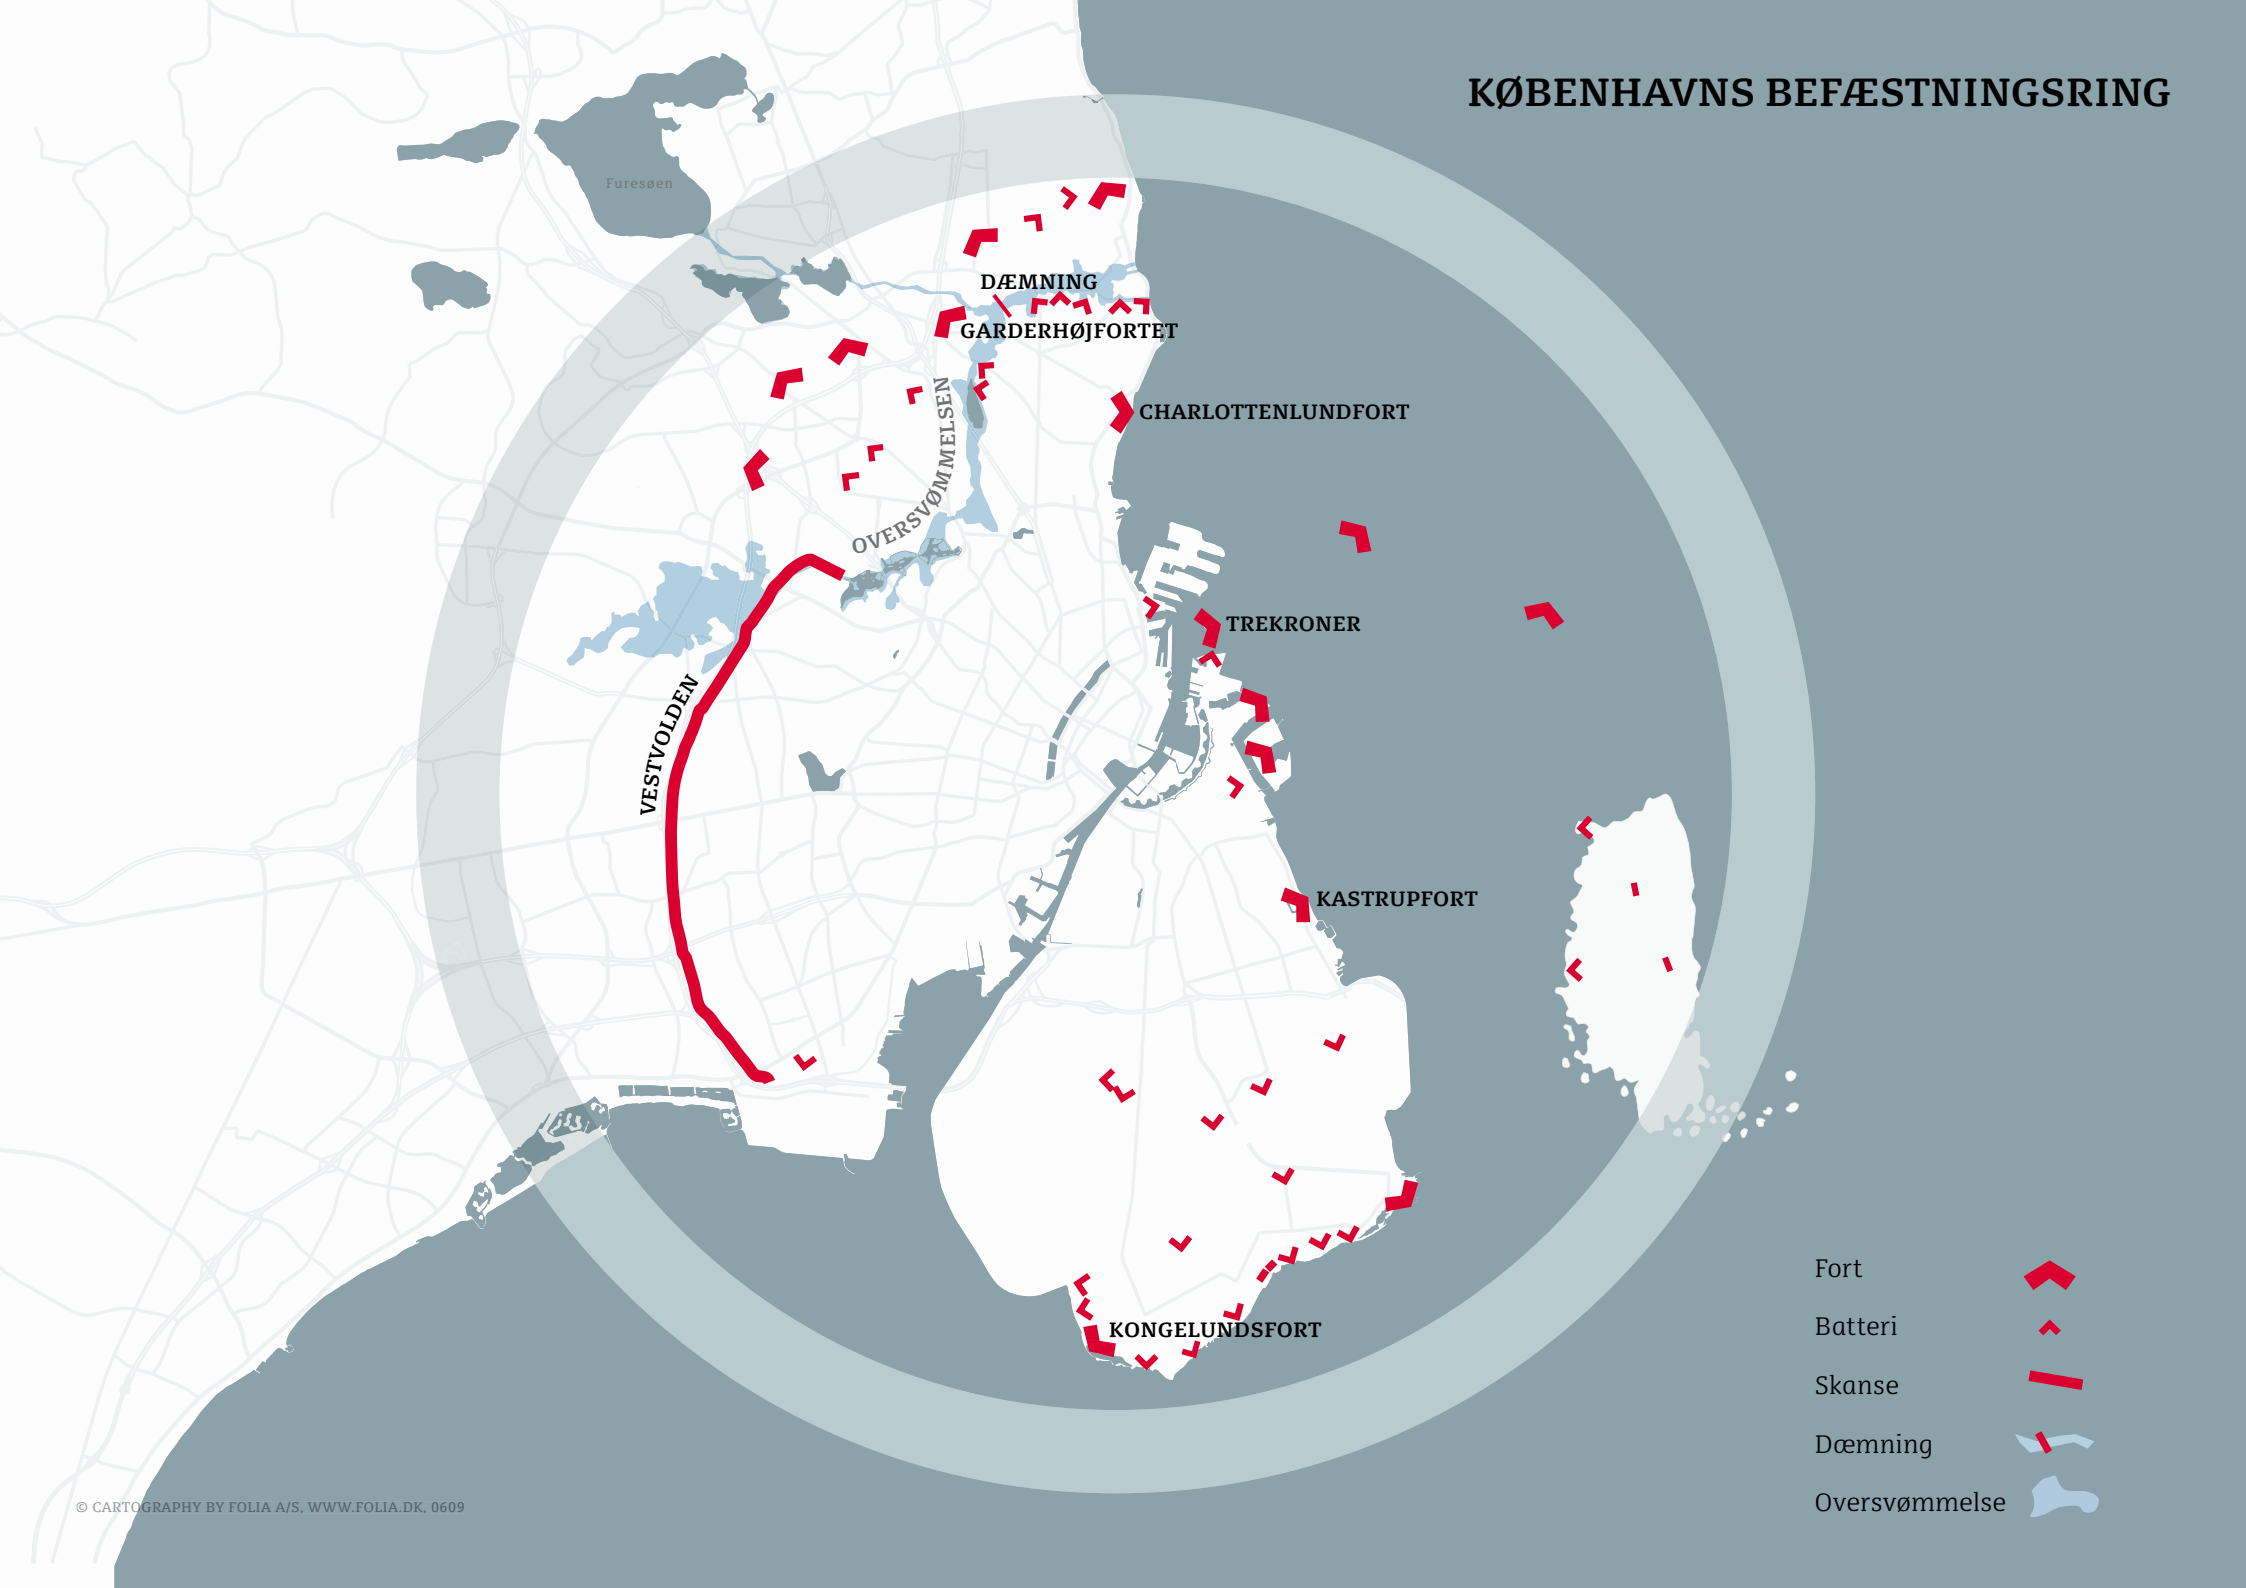 KØBENHAVNS BEFÆSTNINGSRING
Furesøen
DÆMNING
GARDERHØJFORTET
OVERSVØMMELSEN
CHARLOTTENLUNDFORT
TREKRONER
VESTVOLDEN
KASTRUPFORT
KONGELUNDSFORT
Fort
Batteri
Skanse
Dæmning
Oversvømmelse
© CARTOGRAPHY BY FOLIA A/S, WWW.FOLIA.DK, 0609